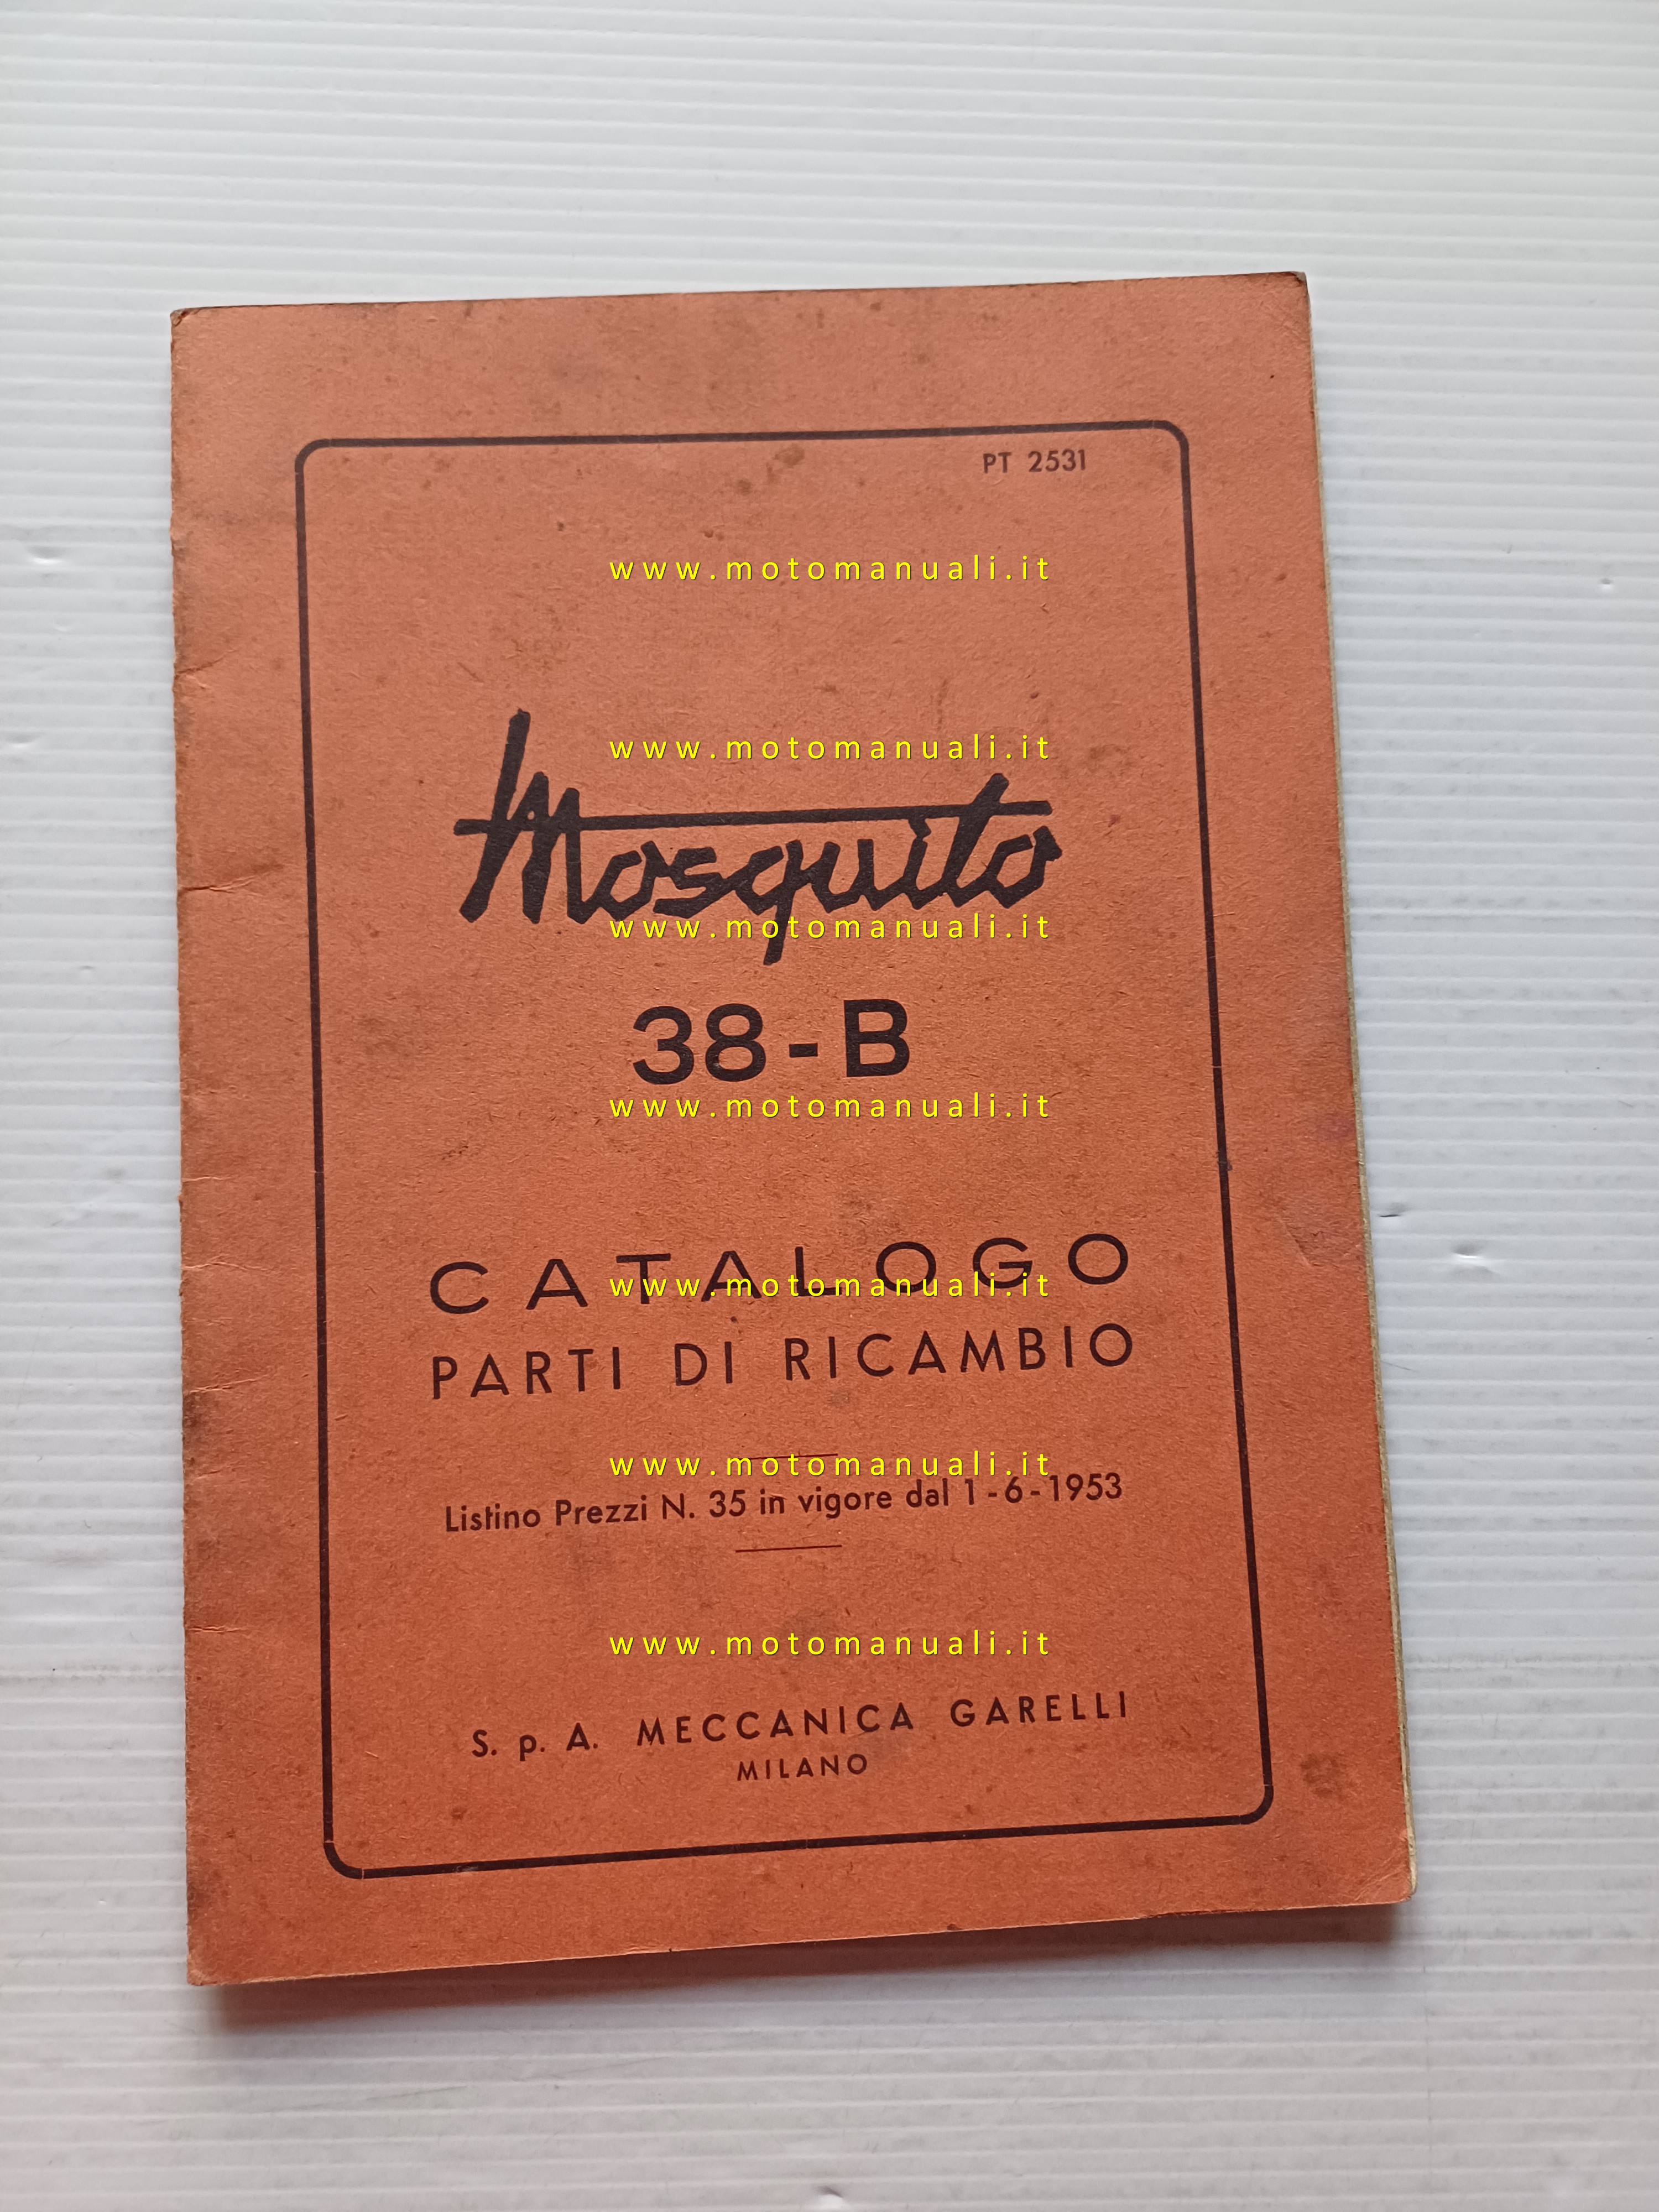 PT 2531
www.motomanuali.it
www.motomanuali.it
Mosquito
www.motomanuali.it
38-B
www.motomanuali.it
CATALOGO
www.motomanuali.it
PARTI DI RICAMBIO
www.motomanuali.it
Listino Prezzi N. 35 in vigore dal 1-6-1953
www.motomanuali.it
S. p. A. MECCANICA GARELLI
MILANO